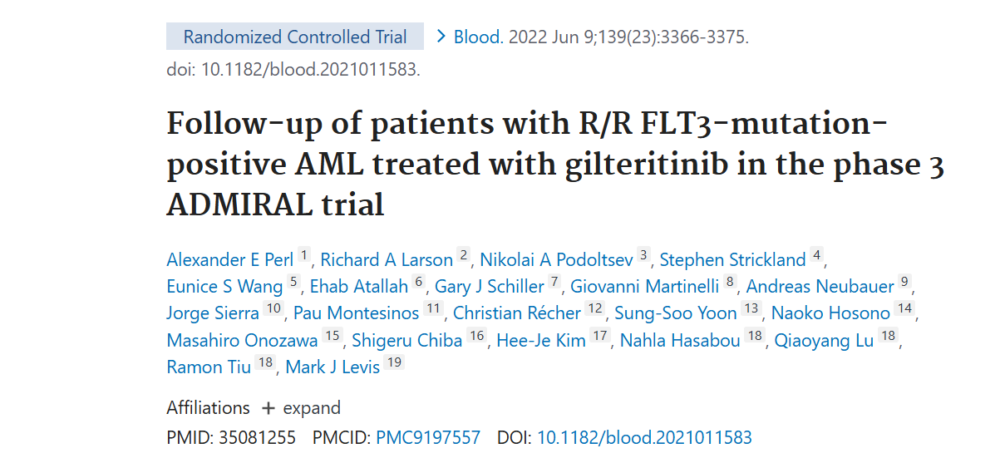 Randomized Controlled Trial > Blood. 2022 Jun 9;139(23):3366-3375.
doi: 10.1182/blood.2021011583.
Follow-up of patients with R/R FLT3-mutation-
positive AML treated with gilteritinib in the phase 3
ADMIRAL trial
Alexander E Perl 1, Richard A Larson 2, Nikolai A Podoltsev 3, Stephen Strickland 4,
Eunice S Wang 5, Ehab Atallah 6, Gary J Schiller 7, Giovanni Martinelli 8, Andreas Neubauer 9,
Jorge Sierra 10, Pau Montesinos 11, Christian Récher 12, Sung-Soo Yoon 13, Naoko Hosono 14,
Masahiro Onozawa 15, Shigeru Chiba 16, Hee-Je Kim 17, Nahla Hasabou 18, Qiaoyang Lu 18,
Ramon Tiu 18, Mark J Levis 19
Affiliations + expand
PMID: 35081255 PMCID: PMC9197557 DOI: 10.1182/blood.2021011583